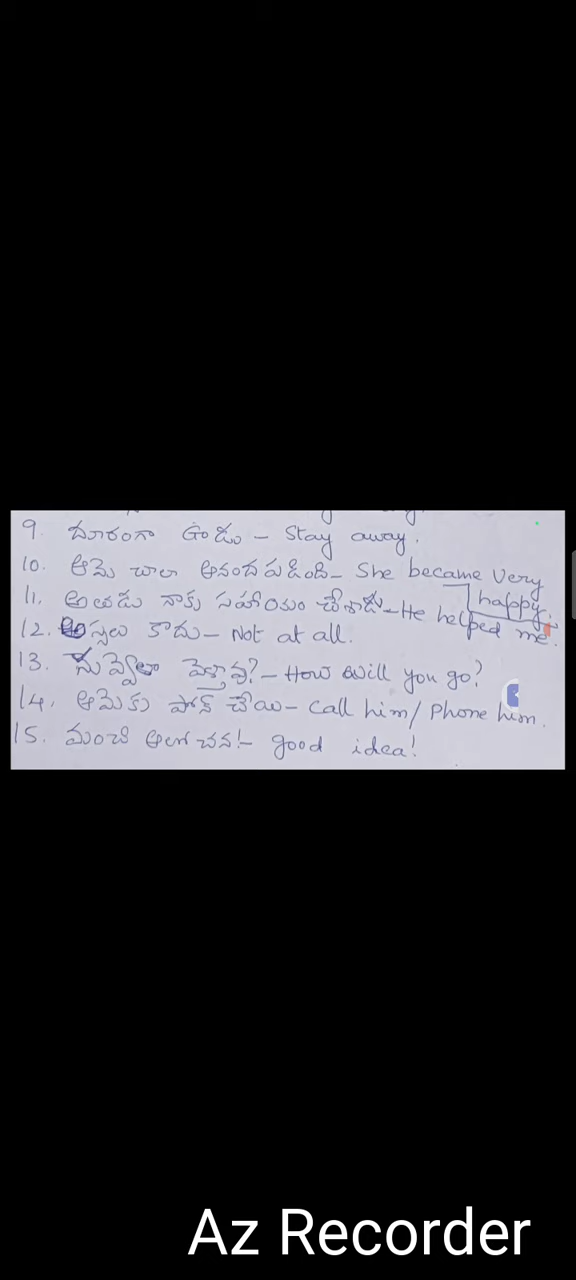 9. దూరంగా ఉండు - Stay away.
10. ఆమె చాలా ఆనందపడింది - She became very happy.
11. అతడు నాకు సహాయం చేశాడు - He helped me.
12. అస్సలు కాదు - Not at all.
13. నువ్వెలా వెళ్తావు? - How will you go?
14. ఆమెకు ఫోన్ చేయి - Call him / Phone him.
15. మంచి ఆలోచన! - good idea!
Az Recorder